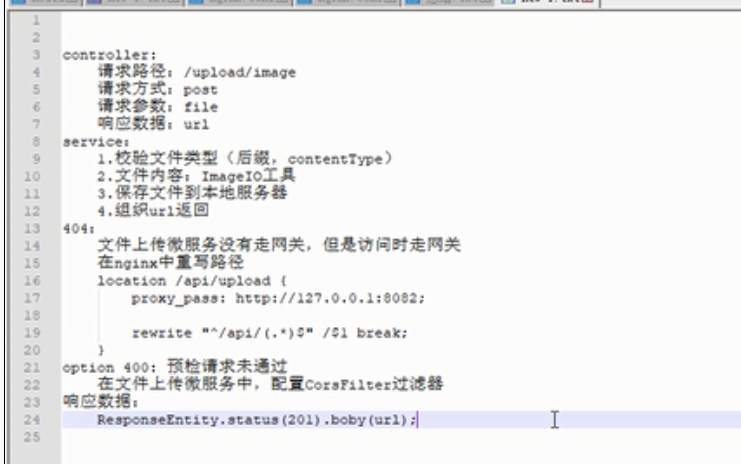 1
2
3 controller:
4 请求路径: /upload/image
5 请求方式: post
6 请求参数: file
7 响应数据: url
8 service:
9 1.校验文件类型（后缀, contentType）
10 2.文件内容: ImageIO工具
11 3.保存文件到本地服务器
12 4.组织url返回
13 404:
14 文件上传微服务没有走网关, 但是访问时走网关
15 在nginx中重写路径
16 location /api/upload {
17 proxy_pass: http://127.0.0.1:8082;
18
19 rewrite "^/api/(.*)$" /$1 break;
20 }
21 option 400: 预检请求未通过
22 在文件上传微服务中, 配置CorsFilter过滤器
23 响应数据:
24 ResponseEntity.status(201).boby(url);
25